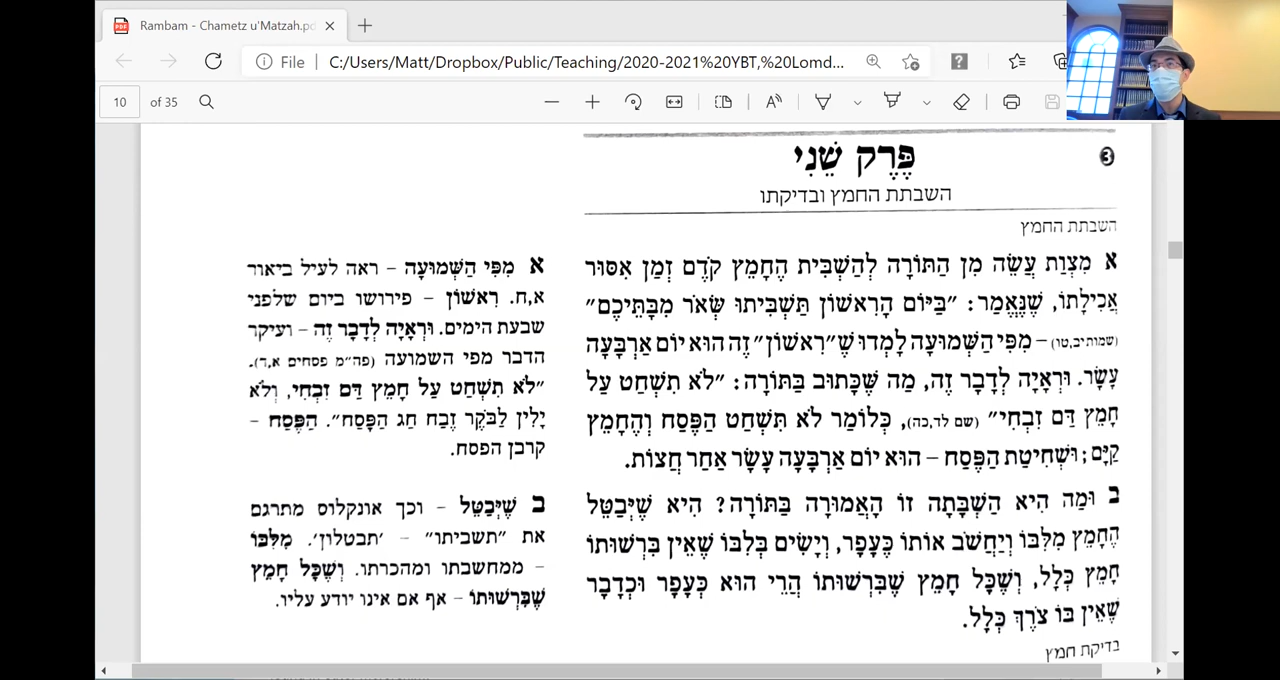 Rambam - Chametz u'Matzah.pd
File C:/Users/Matt/Dropbox/Public/Teaching/2020-2021%20YBT,%20Lomd...
10 of 35
3
פֶּרֶק שֵׁנִי
השבתת החמץ ובדיקתו
השבתת החמץ
א מִצְוַת עֲשֵׂה מִן הַתּוֹרָה לְהַשְׁבִּית הֶחָמֵץ קֹדֶם זְמַן אִסּוּר
אֲכִילָתוֹ, שֶׁנֶּאֱמַר: "בַּיּוֹם הָרִאשׁוֹן תַּשְׁבִּיתוּ שְּׂאֹר מִבָּתֵּיכֶם"
(שמות יב,טו) – מִפִּי הַשְּׁמוּעָה לָמְדוּ שֶׁ"רִאשׁוֹן" זֶה הוּא יוֹם אַרְבָּעָה
עָשָׂר. וּרְאָיָה לְדָבָר זֶה, מַה שֶּׁכָּתוּב בַּתּוֹרָה: "לֹא תִשְׁחַט עַל
חָמֵץ דַּם זִבְחִי" (שם לד,כה), כְּלוֹמַר לֹא תִּשְׁחַט הַפֶּסַח וְהֶחָמֵץ
קַיָּם; וּשְׁחִיטַת הַפֶּסַח – הוּא יוֹם אַרְבָּעָה עָשָׂר אַחַר חֲצוֹת.
ב וּמַה הִיא הַשְׁבָּתָה זוֹ הָאֲמוּרָה בַּתּוֹרָה? הִיא שֶׁיְּבַטֵּל
הֶחָמֵץ מִלִּבּוֹ וְיַחֲשֹׁב אוֹתוֹ כֶּעָפָר, וְיָשִׂים בְּלִבּוֹ שֶׁאֵין בִּרְשׁוּתוֹ
חָמֵץ כְּלָל, וְשֶׁכָּל חָמֵץ שֶׁבִּרְשׁוּתוֹ הֲרֵי הוּא כְּעָפָר וּכְדָבָר
שֶׁאֵין בּוֹ צֹרֶךְ כְּלָל.
בדיקת חמץ
א מִפִּי הַשְּׁמוּעָה – ראה לעיל ביאור
א,ח. רִאשׁוֹן – פירושו ביום שלפני
שבעת הימים. וּרְאָיָה לְדָבָר זֶה – ועיקר
הדבר מפי השמועה (פה"מ פסחים א,ד).
"לֹא תִשְׁחַט עַל חָמֵץ דַּם זִבְחִי, וְלֹא
יָלִין לַבֹּקֶר זֶבַח חַג הַפָּסַח". הַפֶּסַח –
קרבן הפסח.
ב שֶׁיְּבַטֵּל – וכך אונקלוס מתרגם
את "תשביתו" – 'תבטלון'. מִלִּבּוֹ
– ממחשבתו ומהכרתו. וְשֶׁכָּל חָמֵץ
שֶׁבִּרְשׁוּתוֹ – אף אם אינו יודע עליו.